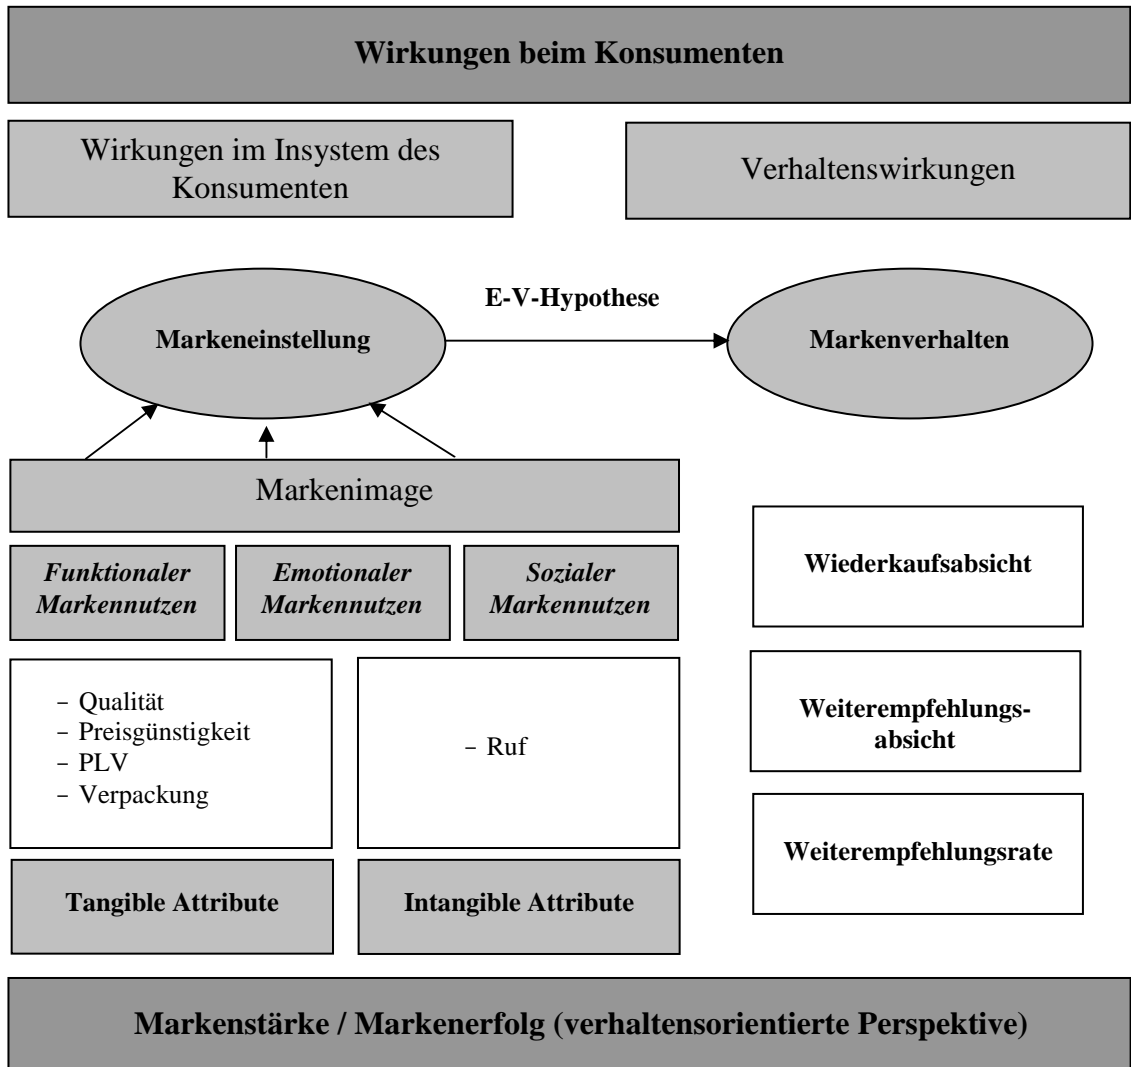 Wirkungen beim Konsumenten
Wirkungen im Insystem des
Konsumenten
Verhaltenswirkungen
E-V-Hypothese
Markeneinstellung
Markenverhalten
Markenimage
Funktionaler
Markennutzen
Emotionaler
Markennutzen
Sozialer
Markennutzen
– Qualität
– Preisgünstigkeit
– PLV
– Verpackung
– Ruf
Tangible Attribute
Intangible Attribute
Wiederkaufsabsicht
Weiterempfehlungs-
absicht
Weiterempfehlungsrate
Markenstärke / Markenerfolg (verhaltensorientierte Perspektive)